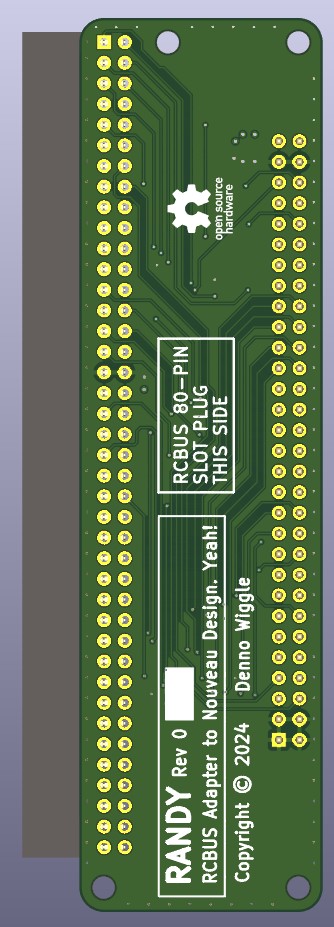 open source
hardware
RCBUS 80-PIN
SLOT PLUG
THIS SIDE
RANDY Rev 0
RCBUS Adapter to Nouveau Design. Yeah!
Copyright © 2024 Denno Wiggle